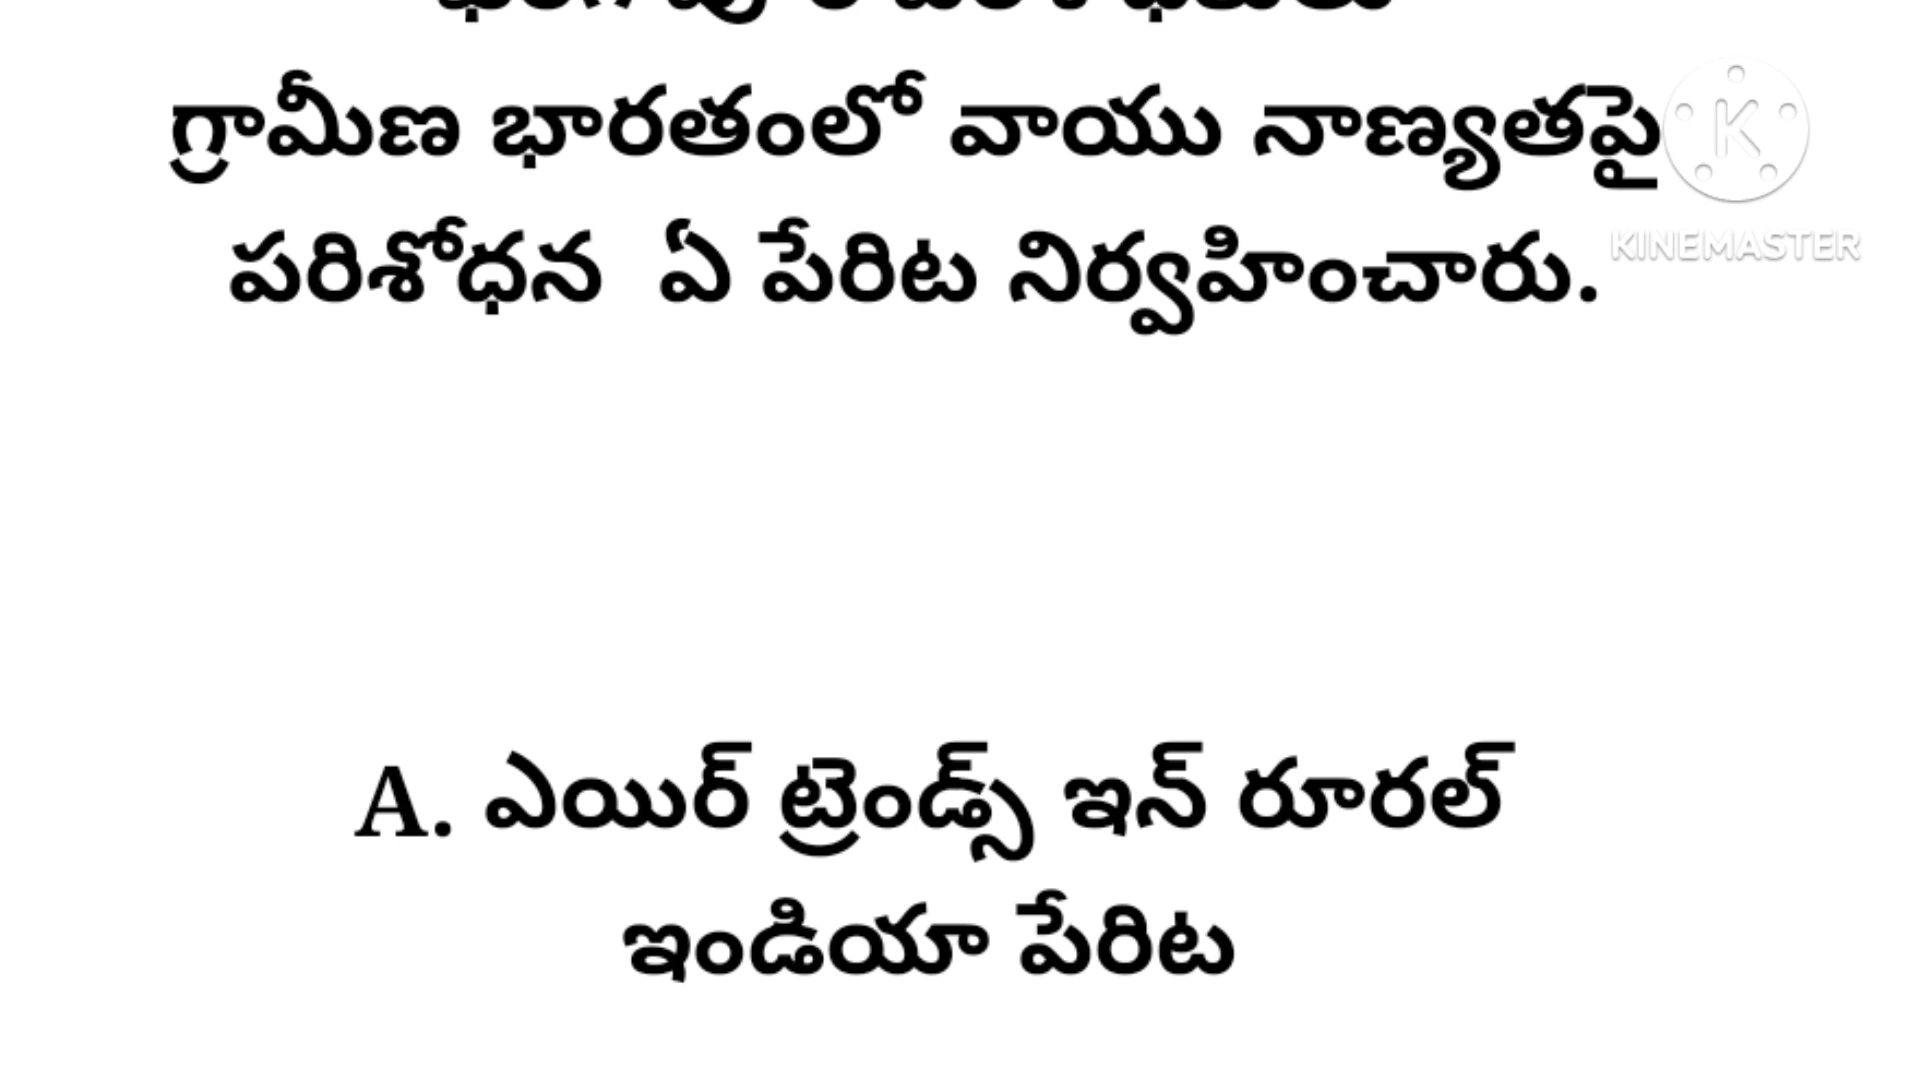 గ్రామీణ భారతంలో వాయు నాణ్యతపై
పరిశోధన ఏ పేరిట నిర్వహించారు.
KINEMASTER
A. ఎయిర్ ట్రెండ్స్ ఇన్ రూరల్
ఇండియా పేరిట